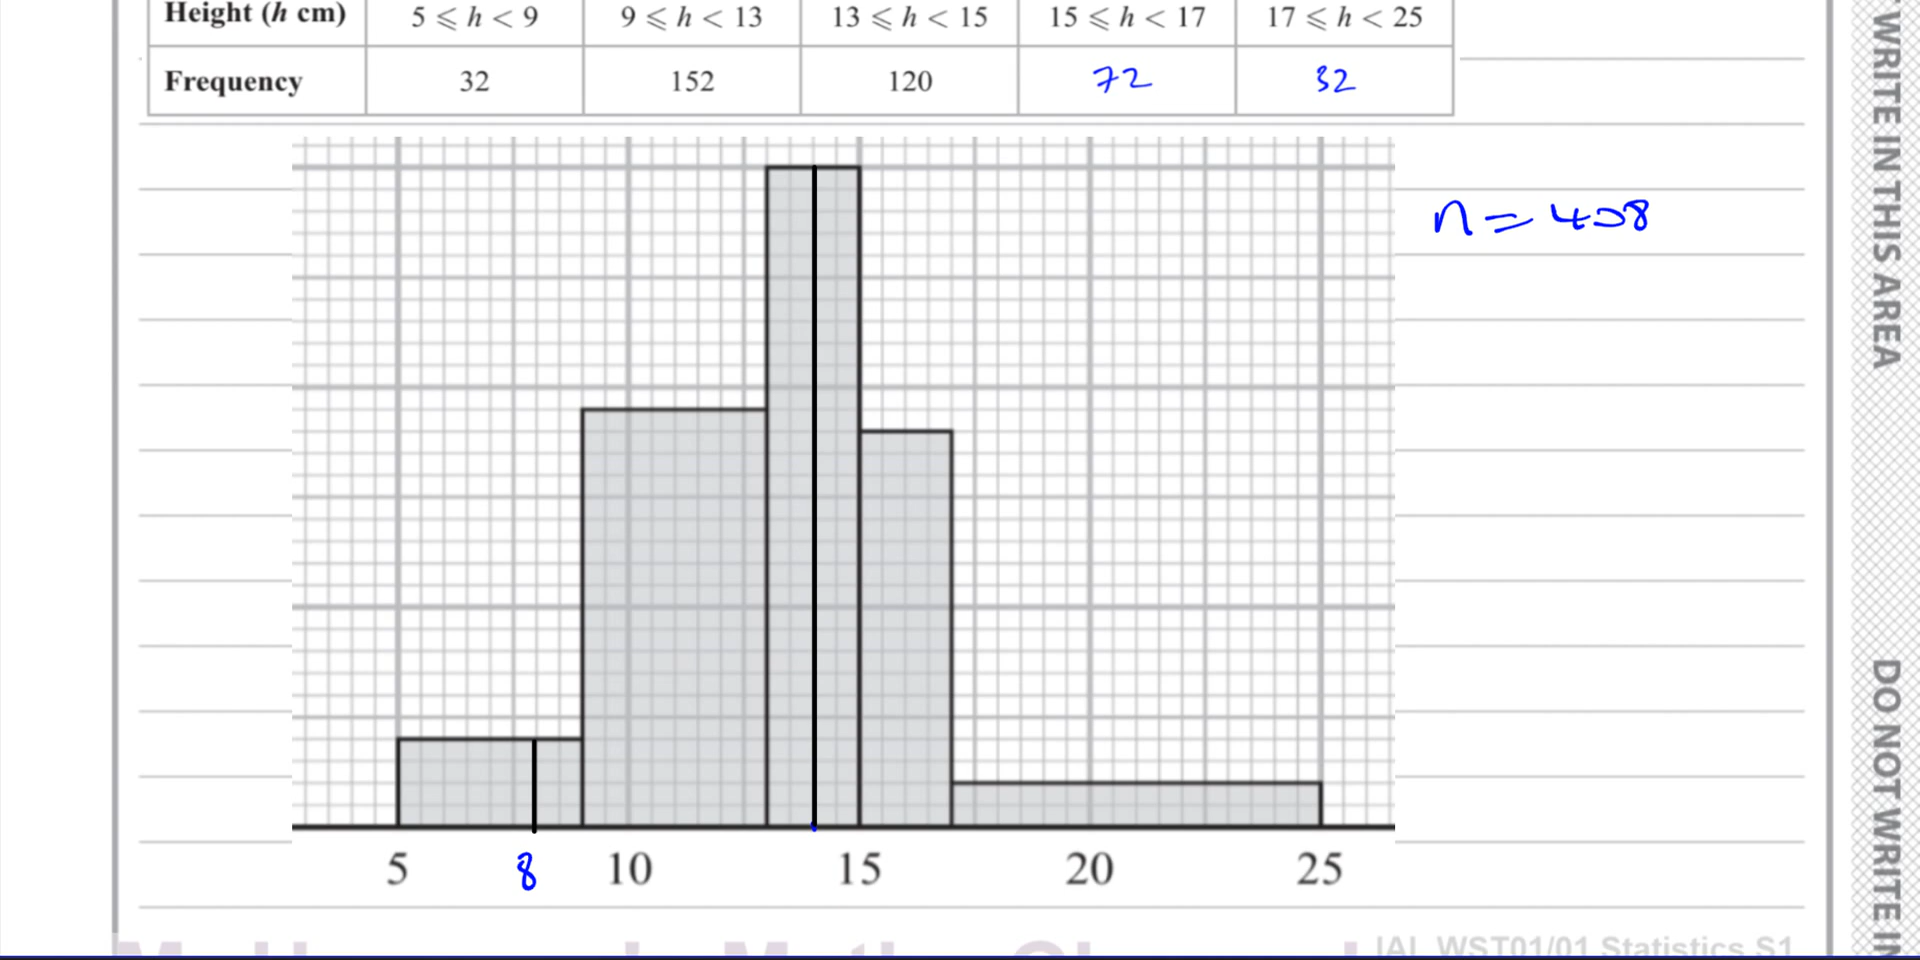 Height (h cm) 5 ⩽ h < 9 9 ⩽ h < 13 13 ⩽ h < 15 15 ⩽ h < 17 17 ⩽ h < 25
Frequency 32 152 120 72 32
n = 408
5 8 10 15 20 25
IAL WST01/01 Statistics S1
WRITE IN THIS AREA
DO NOT WRITE IN